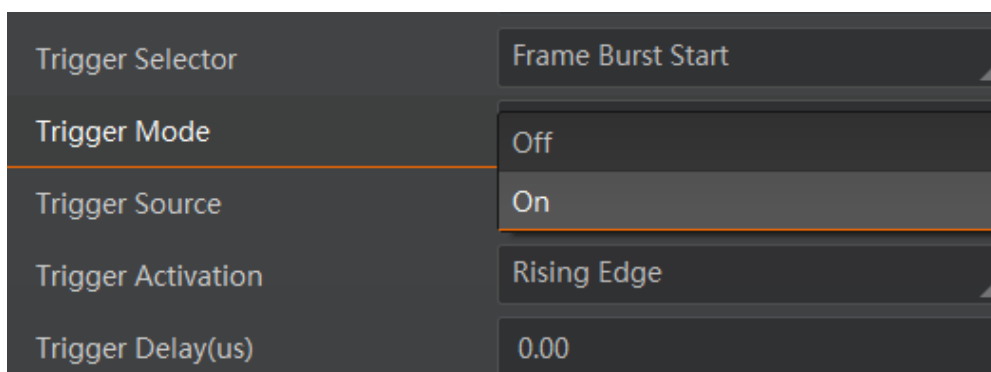 Trigger Selector Frame Burst Start
Trigger Mode Off
On
Trigger Source
Trigger Activation Rising Edge
Trigger Delay(us) 0.00